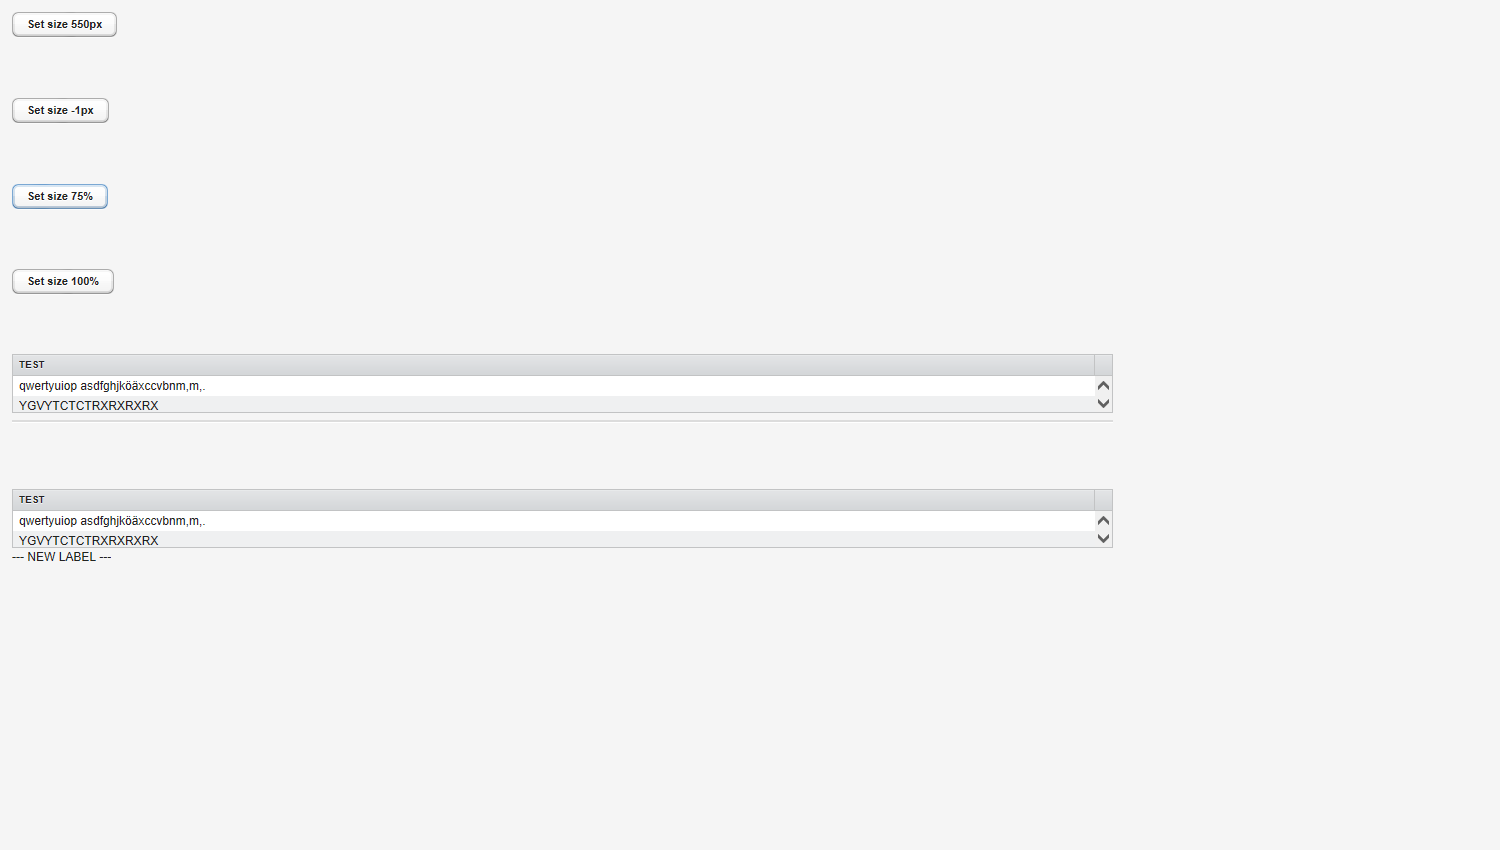 Set size 550px
Set size -1px
Set size 75%
Set size 100%
TEST
qwertyuiop asdfghjköäxccvbnm,m,.
YGVYTCTCTRXRXRXRX
TEST
qwertyuiop asdfghjköäxccvbnm,m,.
YGVYTCTCTRXRXRXRX
--- NEW LABEL ---